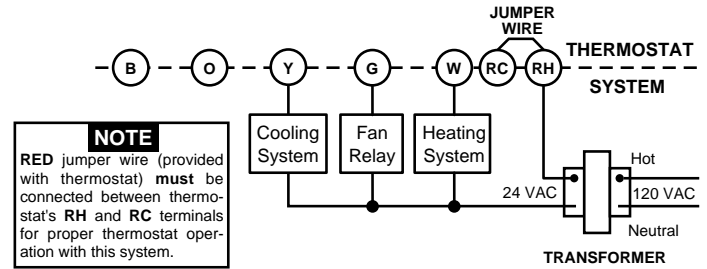 JUMPER
WIRE
THERMOSTAT
B O Y G W RC RH
SYSTEM
Cooling
System
Fan
Relay
Heating
System
NOTE
RED jumper wire (provided
with thermostat) must be
connected between thermo-
stat's RH and RC terminals
for proper thermostat oper-
ation with this system.
Hot
24 VAC
120 VAC
Neutral
TRANSFORMER